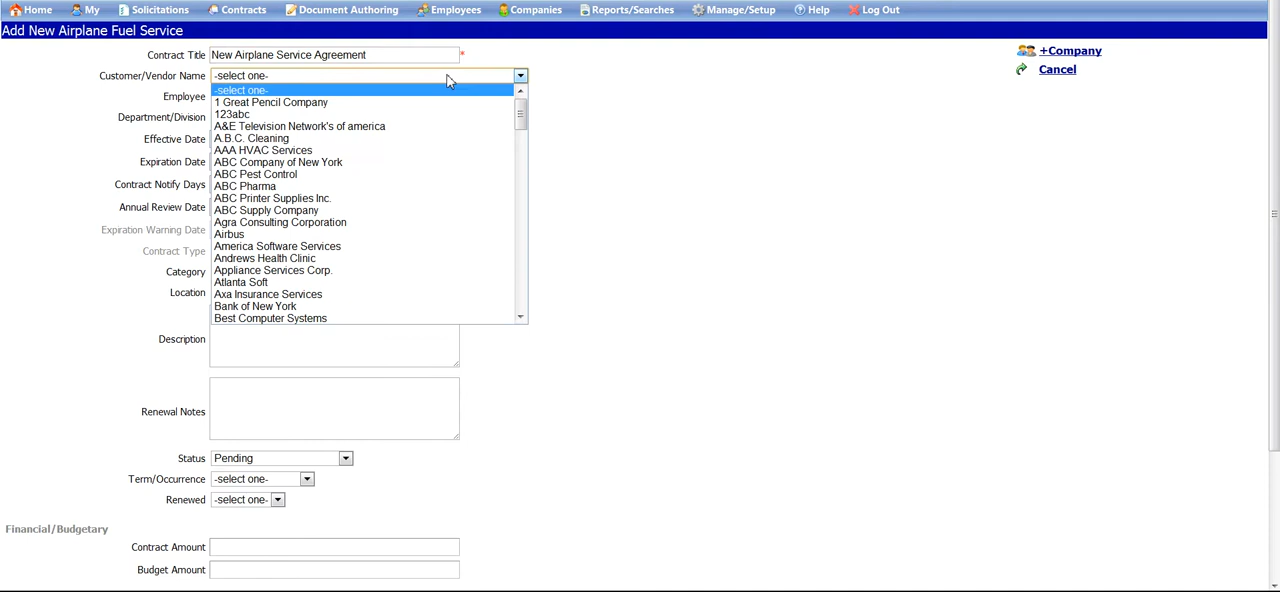 Home My Solicitations Contracts Document Authoring Employees Companies Reports/Searches Manage/Setup Help Log Out
Add New Airplane Fuel Service
Contract Title New Airplane Service Agreement *
+Company
Customer/Vendor Name -select one-
Cancel
-select one-
Employee
1 Great Pencil Company
123abc
Department/Division
A&E Television Network's of america
Effective Date
A.B.C. Cleaning
AAA HVAC Services
Expiration Date
ABC Company of New York
ABC Pest Control
Contract Notify Days
ABC Pharma
ABC Printer Supplies Inc.
Annual Review Date
ABC Supply Company
Agra Consulting Corporation
Expiration Warning Date
Airbus
America Software Services
Contract Type
Andrews Health Clinic
Category
Appliance Services Corp.
Atlanta Soft
Location
Axa Insurance Services
Bank of New York
Best Computer Systems
Description
Renewal Notes
Status Pending
Term/Occurrence -select one-
Renewed -select one-
Financial/Budgetary
Contract Amount
Budget Amount